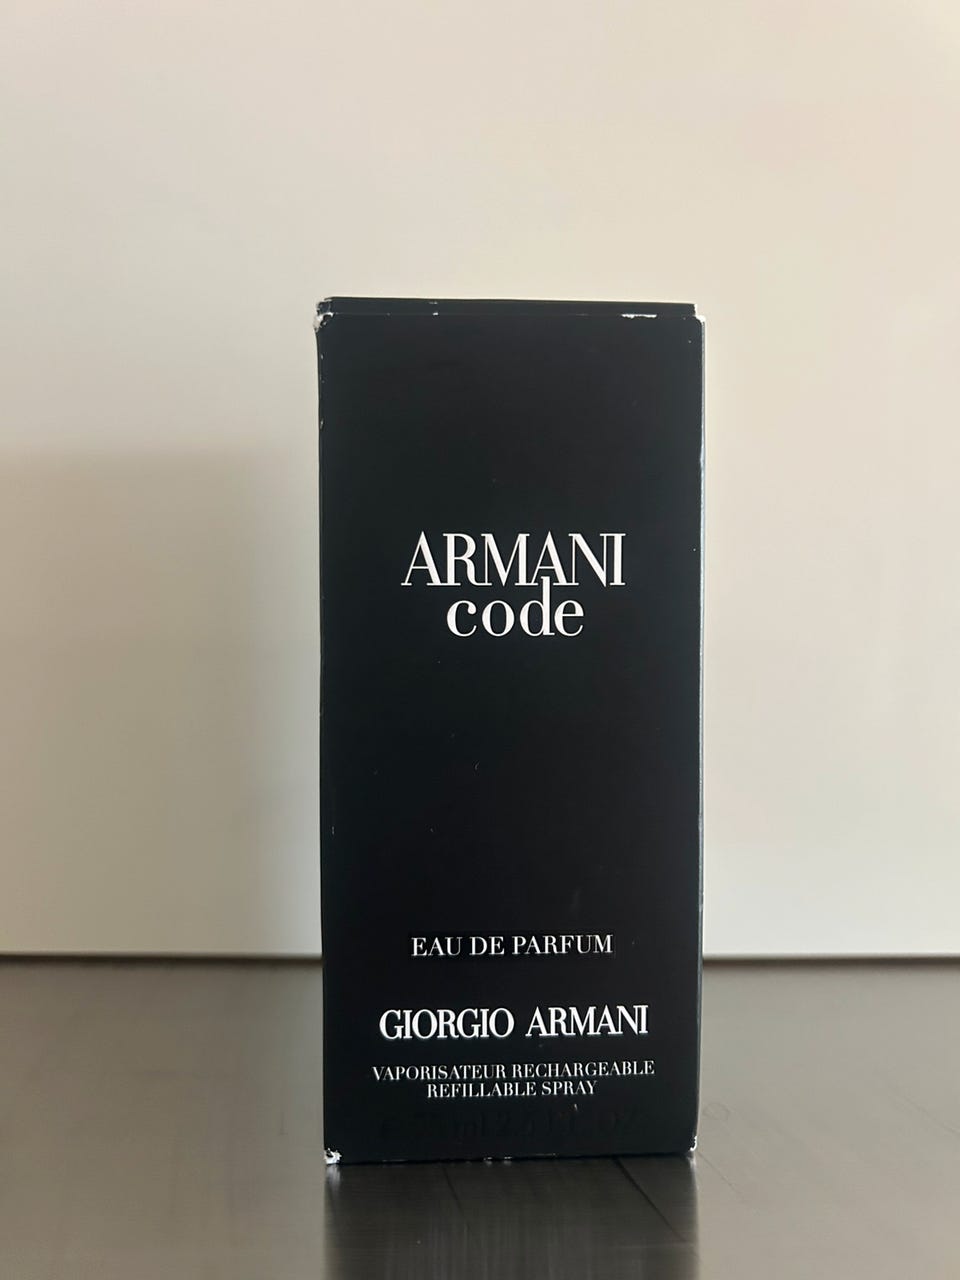 ARMANI
code
EAU DE PARFUM
GIORGIO ARMANI
VAPORISATEUR RECHARGEABLE
REFILLABLE SPRAY